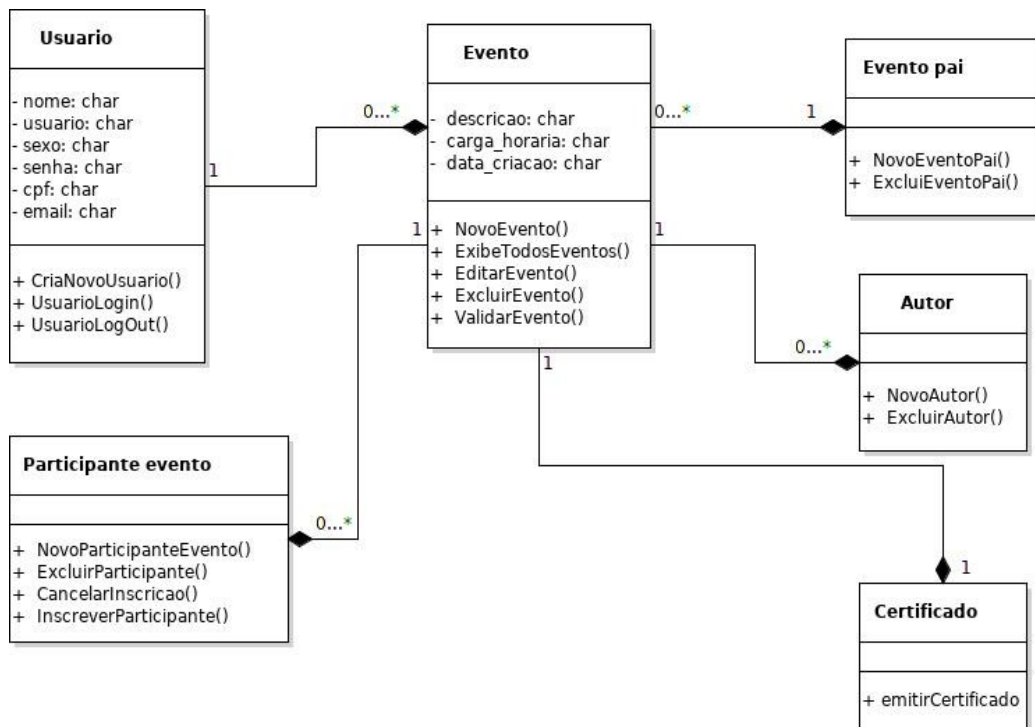 Usuario
- nome: char
- usuario: char
- sexo: char
- senha: char
- cpf: char
- email: char
+ CriaNovoUsuario()
+ UsuarioLogin()
+ UsuarioLogOut()
1
0...*
Evento
- descricao: char
- carga_horaria: char
- data_criacao: char
+ NovoEvento()
+ ExibeTodosEventos()
+ EditarEvento()
+ ExcluirEvento()
+ ValidarEvento()
0...*
1
Evento pai
+ NovoEventoPai()
+ ExcluiEventoPai()
1
0...*
Autor
+ NovoAutor()
+ ExcluirAutor()
1
0...*
Participante evento
+ NovoParticipanteEvento()
+ ExcluirParticipante()
+ CancelarInscricao()
+ InscreverParticipante()
1
1
Certificado
+ emitirCertificado